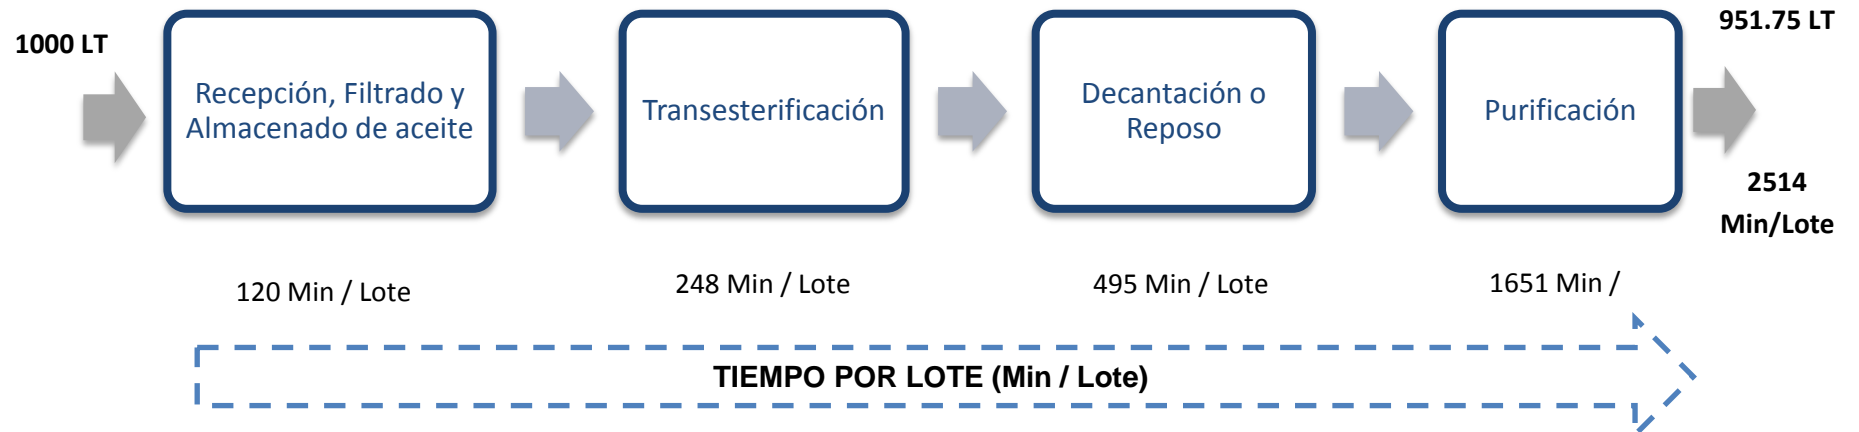 1000 LT
Recepción, Filtrado y
Almacenado de aceite
Transesterificación
Decantación o
Reposo
Purificación
951.75 LT
2514
Min/Lote
120 Min / Lote
248 Min / Lote
495 Min / Lote
1651 Min /
TIEMPO POR LOTE (Min / Lote)